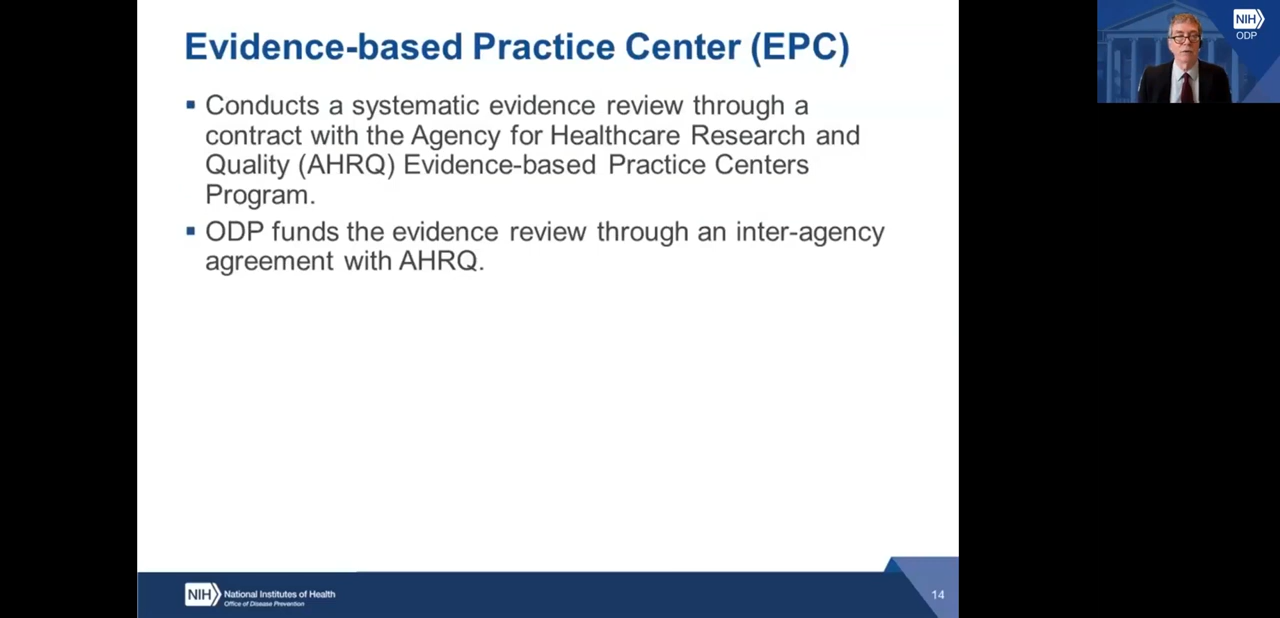 Evidence-based Practice Center (EPC)
Conducts a systematic evidence review through a
contract with the Agency for Healthcare Research and
Quality (AHRQ) Evidence-based Practice Centers
Program.
ODP funds the evidence review through an inter-agency
agreement with AHRQ.
NIH
ODP
NIH
National Institutes of Health
Office of Disease Prevention
14